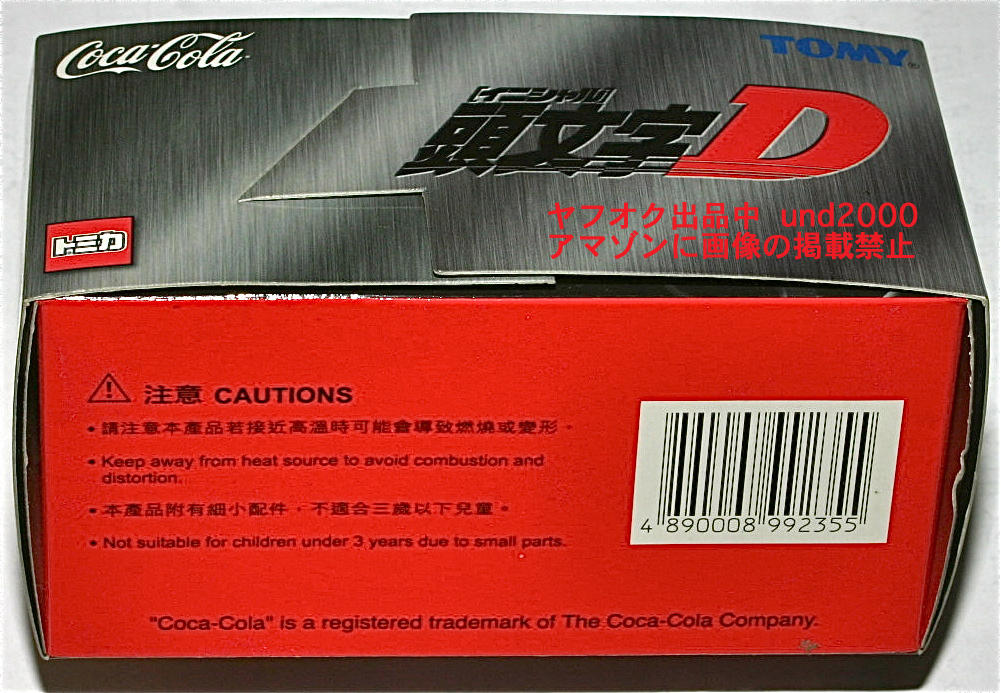 Coca-Cola
TOMY®
[イニシャル]
頭文字D
トミカ
ヤフオク出品中 und2000
アマゾンに画像の掲載禁止
注意 CAUTIONS
• 請注意本產品若接近高溫時可能會導致燃燒或變形。
• Keep away from heat source to avoid combustion and
distortion.
• 本產品附有細小配件，不適合三歲以下兒童。
• Not suitable for children under 3 years due to small parts.
4 890008 992355
"Coca-Cola" is a registered trademark of The Coca-Cola Company.